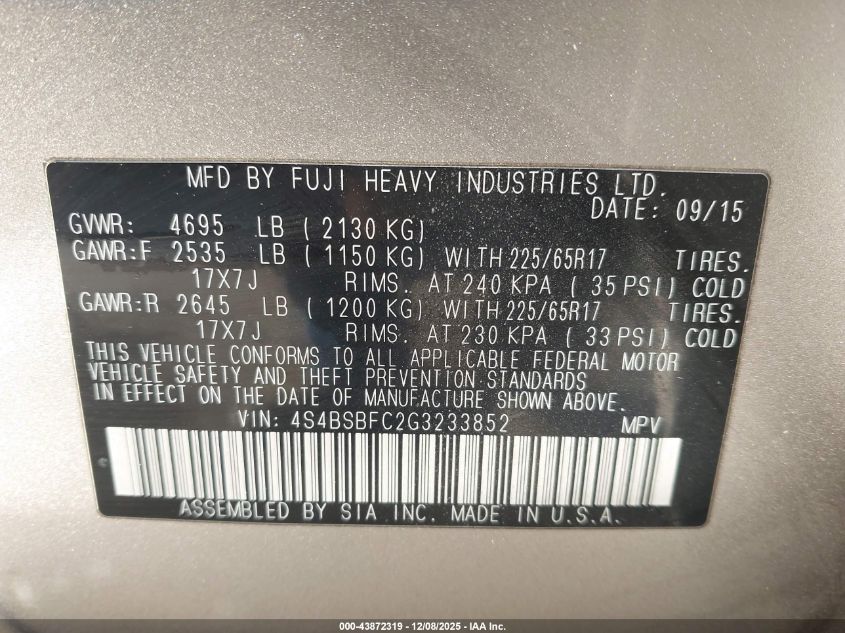 MFD BY FUJI HEAVY INDUSTRIES LTD.
DATE: 09/15
GVWR: 4695 LB ( 2130 KG)
GAWR:F 2535 LB ( 1150 KG) WITH 225/65R17 TIRES.
17X7J RIMS. AT 240 KPA ( 35 PSI) COLD
GAWR:R 2645 LB ( 1200 KG) WITH 225/65R17 TIRES.
17X7J RIMS. AT 230 KPA ( 33 PSI) COLD
THIS VEHICLE CONFORMS TO ALL APPLICABLE FEDERAL MOTOR
VEHICLE SAFETY AND THEFT PREVENTION STANDARDS
IN EFFECT ON THE DATE OF MANUFACTURE SHOWN ABOVE.
VIN: 4S4BSBFC2G3233852 MPV
ASSEMBLED BY SIA INC. MADE IN U.S.A.
000-43872319 - 12/08/2025 - IAA Inc.